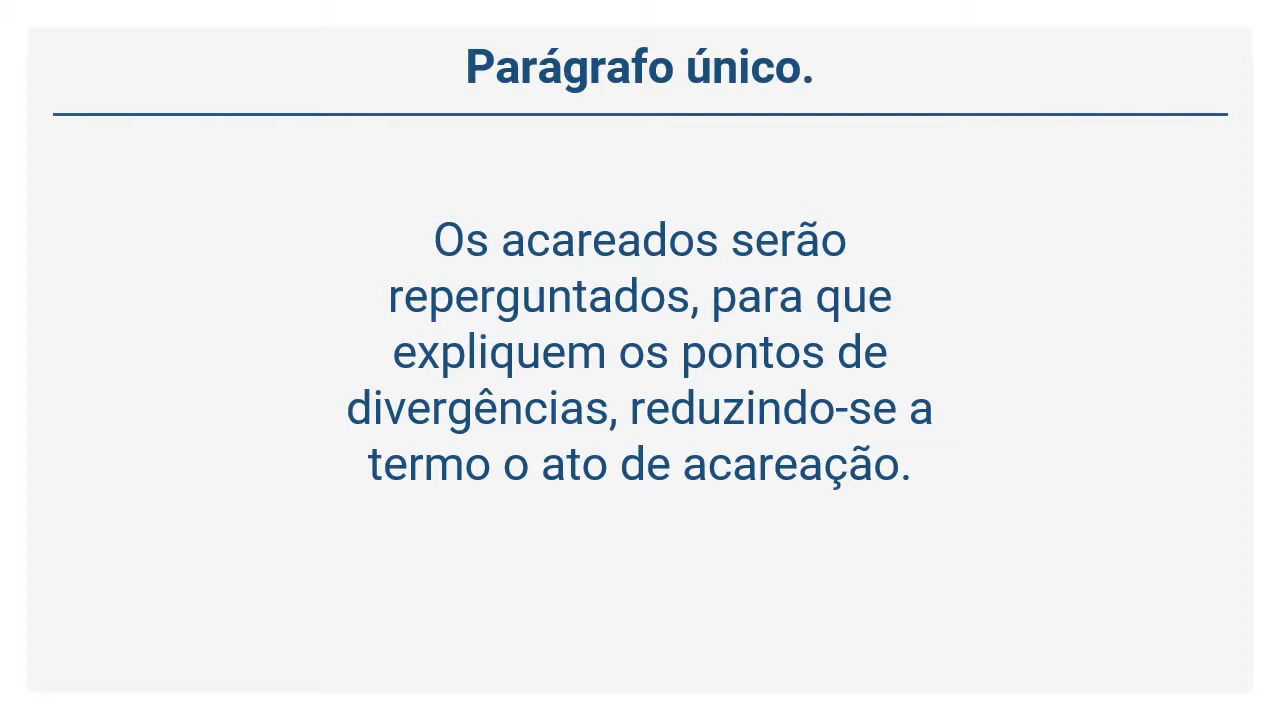 Parágrafo único.
Os acareados serão
reperguntados, para que
expliquem os pontos de
divergências, reduzindo-se a
termo o ato de acareação.